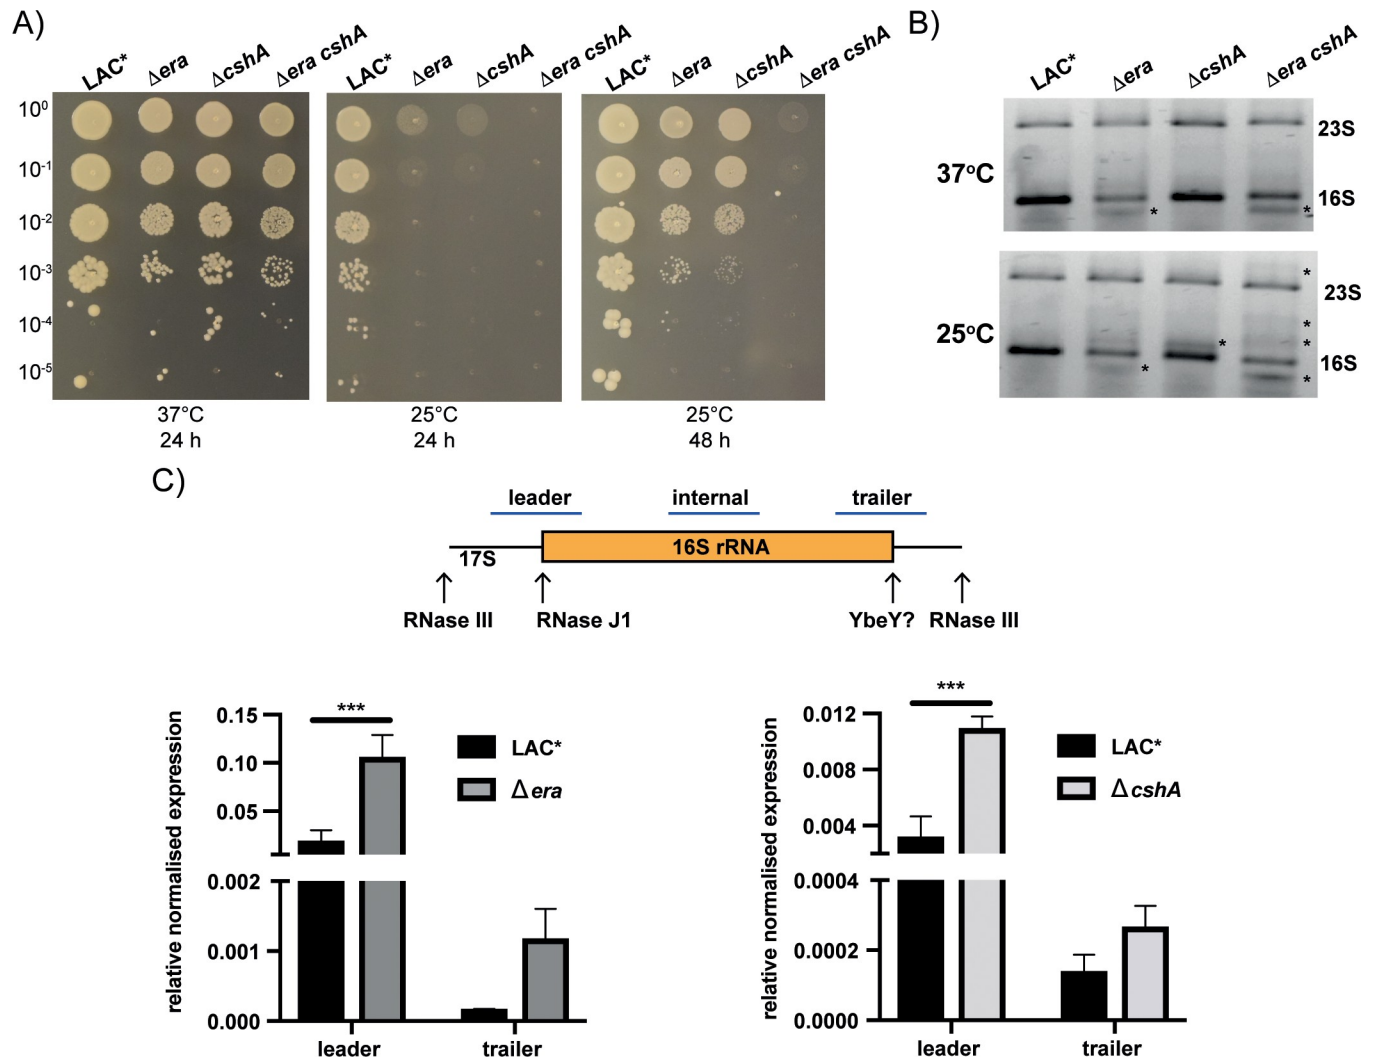 A)
LAC* Δera ΔcshA Δera cshA
LAC* Δera ΔcshA Δera cshA
LAC* Δera ΔcshA Δera cshA
10⁰
10⁻¹
10⁻²
10⁻³
10⁻⁴
10⁻⁵
37°C
24 h
25°C
24 h
25°C
48 h
B)
LAC* Δera ΔcshA Δera cshA
37°C
23S
16S
*
*
25°C
23S
16S
*
*
*
*
*
*
C)
leader internal trailer
16S rRNA
17S
RNase III RNase J1 YbeY? RNase III
relative normalised expression
0.15
0.10
0.05
0.002
0.001
0.000
***
LAC*
Δera
leader trailer
relative normalised expression
0.012
0.008
0.004
0.0004
0.0002
0.0000
***
LAC*
ΔcshA
leader trailer